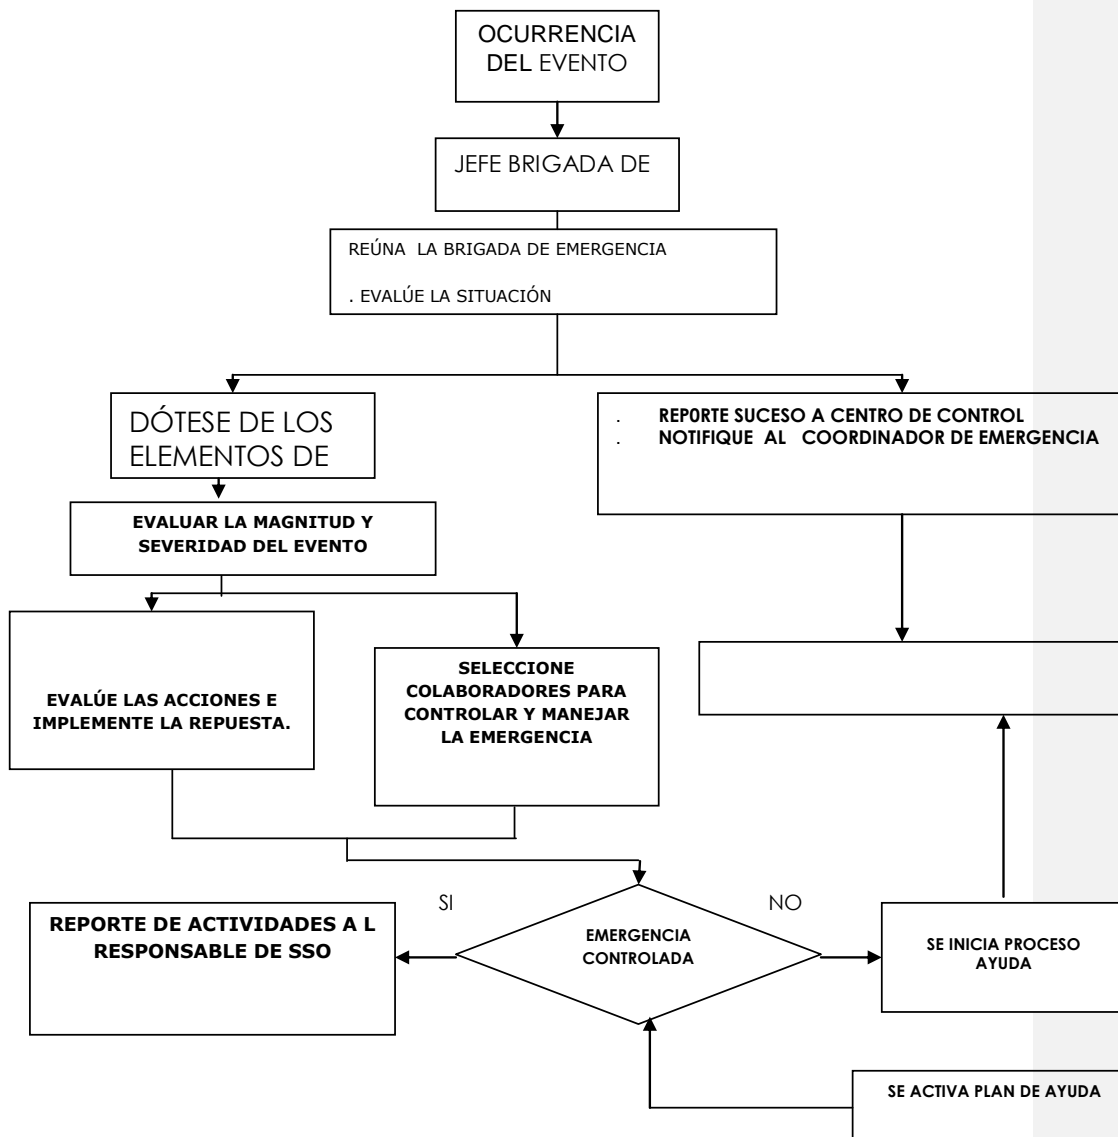 OCURRENCIA
DEL EVENTO
JEFE BRIGADA DE
REÚNA LA BRIGADA DE EMERGENCIA
. EVALÚE LA SITUACIÓN
DÓTESE DE LOS
ELEMENTOS DE
. REPORTE SUCESO A CENTRO DE CONTROL
. NOTIFIQUE AL COORDINADOR DE EMERGENCIA
EVALUAR LA MAGNITUD Y
SEVERIDAD DEL EVENTO
EVALÚE LAS ACCIONES E
IMPLEMENTE LA REPUESTA.
SELECCIONE
COLABORADORES PARA
CONTROLAR Y MANEJAR
LA EMERGENCIA
SI
NO
REPORTE DE ACTIVIDADES A L
RESPONSABLE DE SSO
EMERGENCIA
CONTROLADA
SE INICIA PROCESO
AYUDA
SE ACTIVA PLAN DE AYUDA